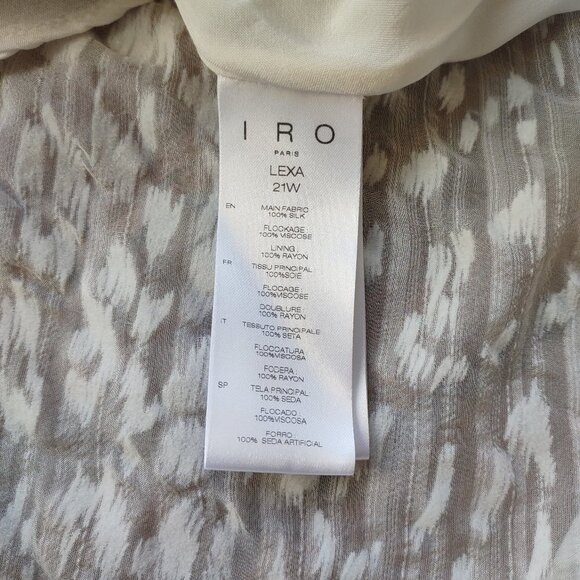 IRO
PARIS
LEXA
21W
EN
MAIN FABRIC
100% SILK
FLOCKAGE :
100% VISCOSE
LINING :
100% RAYON
FR
TISSU PRINCIPAL
100%SOIE
FLOCAGE :
100%VISCOSE
DOUBLURE :
100% RAYON
IT
TESSUTO PRINCIPALE
100% SETA
FLOCCATURA
100%VISCOSA
FODERA
100% RAYON
SP
TELA PRINCIPAL
100% SEDA
FLOCADO
100%VISCOSA
FORRO
100% SEDA ARTIFICIAL